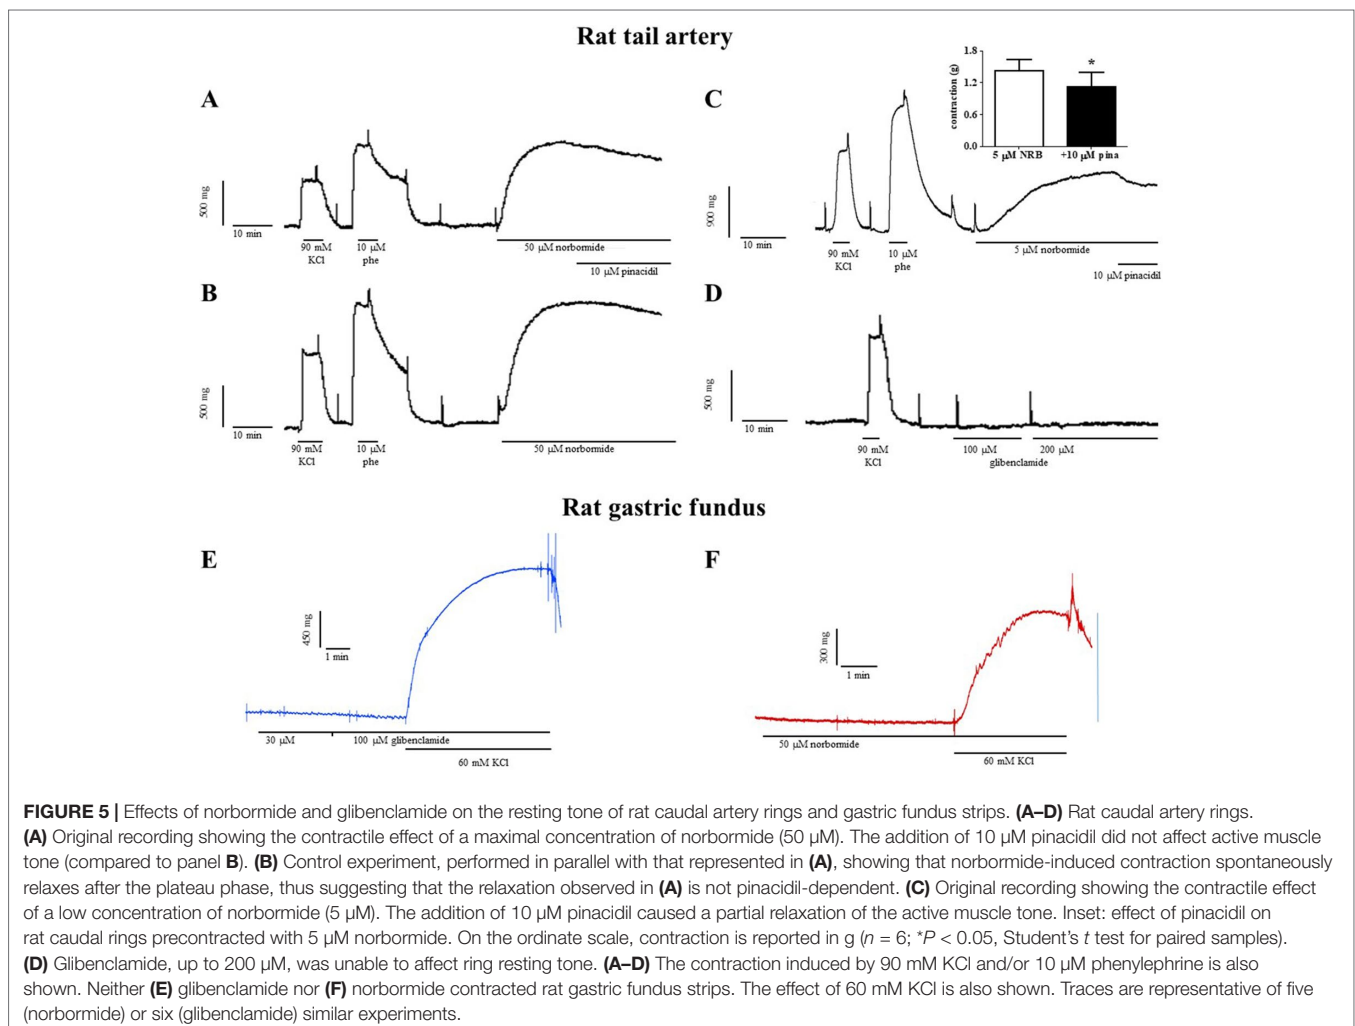 Rat tail artery
A
500 mg
10 min
90 mM
KCl
10 µM
phe
50 µM norbormide
10 µM pinacidil
C
contraction (g)
1.8
1.2
0.6
0.0
*
5 µM NRB
+10 µM pina
900 mg
10 min
90 mM
KCl
10 µM
phe
5 µM norbormide
10 µM pinacidil
B
500 mg
10 min
90 mM
KCl
10 µM
phe
50 µM norbormide
D
500 mg
10 min
90 mM
KCl
100 µM
200 µM
glibenclamide
Rat gastric fundus
E
450 mg
1 min
30 µM
100 µM glibenclamide
60 mM KCl
F
300 mg
1 min
50 µM norbormide
60 mM KCl
FIGURE 5 | Effects of norbormide and glibenclamide on the resting tone of rat caudal artery rings and gastric fundus strips. (A–D) Rat caudal artery rings.
(A) Original recording showing the contractile effect of a maximal concentration of norbormide (50 µM). The addition of 10 µM pinacidil did not affect active muscle
tone (compared to panel B). (B) Control experiment, performed in parallel with that represented in (A), showing that norbormide-induced contraction spontaneously
relaxes after the plateau phase, thus suggesting that the relaxation observed in (A) is not pinacidil-dependent. (C) Original recording showing the contractile effect
of a low concentration of norbormide (5 µM). The addition of 10 µM pinacidil caused a partial relaxation of the active muscle tone. Inset: effect of pinacidil on
rat caudal rings precontracted with 5 µM norbormide. On the ordinate scale, contraction is reported in g (n = 6; *P < 0.05, Student's t test for paired samples).
(D) Glibenclamide, up to 200 µM, was unable to affect ring resting tone. (A–D) The contraction induced by 90 mM KCl and/or 10 µM phenylephrine is also
shown. Neither (E) glibenclamide nor (F) norbormide contracted rat gastric fundus strips. The effect of 60 mM KCl is also shown. Traces are representative of five
(norbormide) or six (glibenclamide) similar experiments.